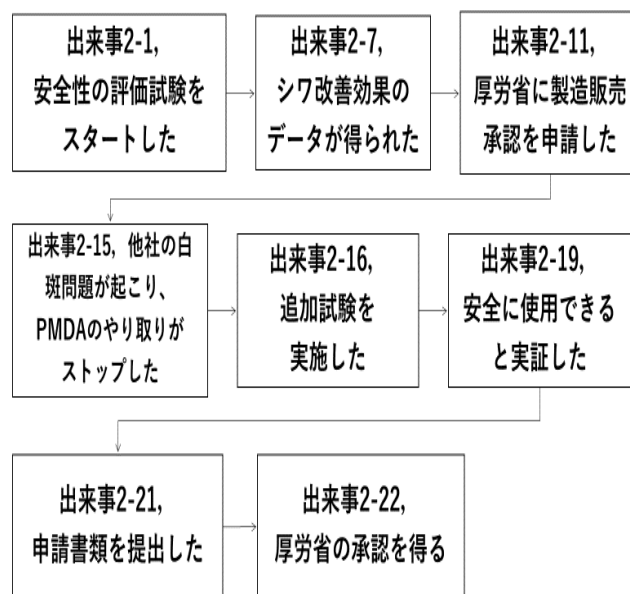 出来事2-1,
安全性の評価試験を
スタートした
出来事2-7,
シワ改善効果の
データが得られた
出来事2-11,
厚労省に製造販売
承認を申請した
出来事2-15, 他社の白
斑問題が起こり、
PMDAのやり取りが
ストップした
出来事2-16,
追加試験を
実施した
出来事2-19,
安全に使用できる
と実証した
出来事2-21,
申請書類を提出した
出来事2-22,
厚労省の承認を得る